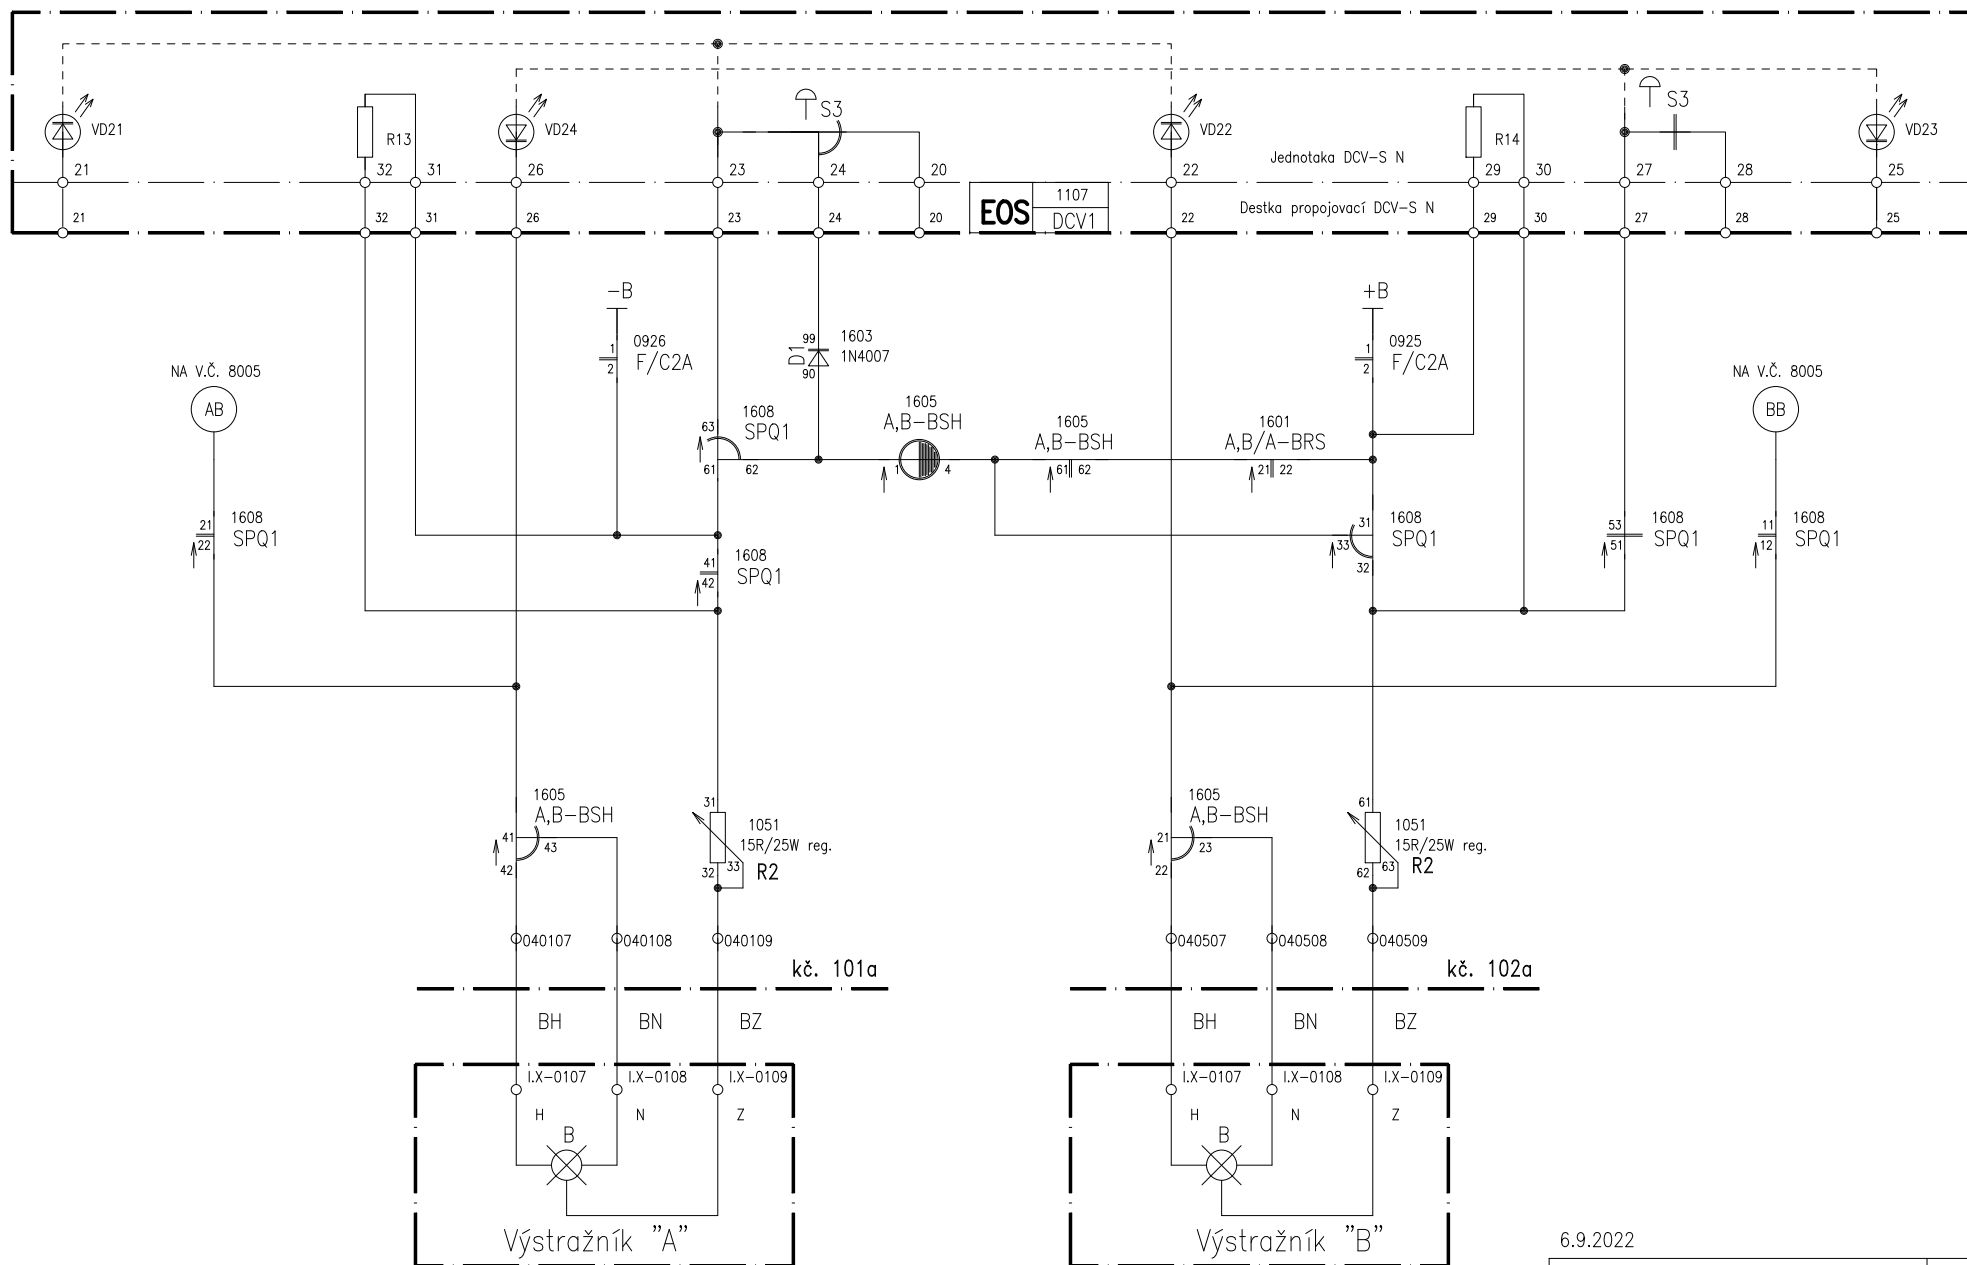 S3
S3
VD21
R13
VD24
VD22
R14
VD23
Jednotaka DCV-S N
21
32
31
26
23
24
20
22
29
30
27
28
25
EOS
1107
DCV1
Destka propojovací DCV-S N
21
32
31
26
23
24
20
22
29
30
27
28
25
-B
+B
1
2
0926
F/C2A
D1
99
90
1603
1N4007
1
2
0925
F/C2A
NA V.Č. 8005
AB
NA V.Č. 8005
BB
63
61
62
1608
SPQ1
1605
A,B-BSH
1
4
1605
A,B-BSH
61
62
1601
A,B/A-BRS
21
22
21
22
1608
SPQ1
41
42
1608
SPQ1
31
33
32
1608
SPQ1
53
51
1608
SPQ1
11
12
1608
SPQ1
1605
A,B-BSH
41
43
42
31
1051
15R/25W reg.
33
32
R2
1605
A,B-BSH
21
23
22
61
1051
15R/25W reg.
63
62
R2
040107
040108
040109
040507
040508
040509
kč. 101a
kč. 102a
BH
BN
BZ
BH
BN
BZ
I.X-0107
I.X-0108
I.X-0109
I.X-0107
I.X-0108
I.X-0109
H
N
Z
H
N
Z
B
B
Výstražník "A"
Výstražník "B"
6.9.2022